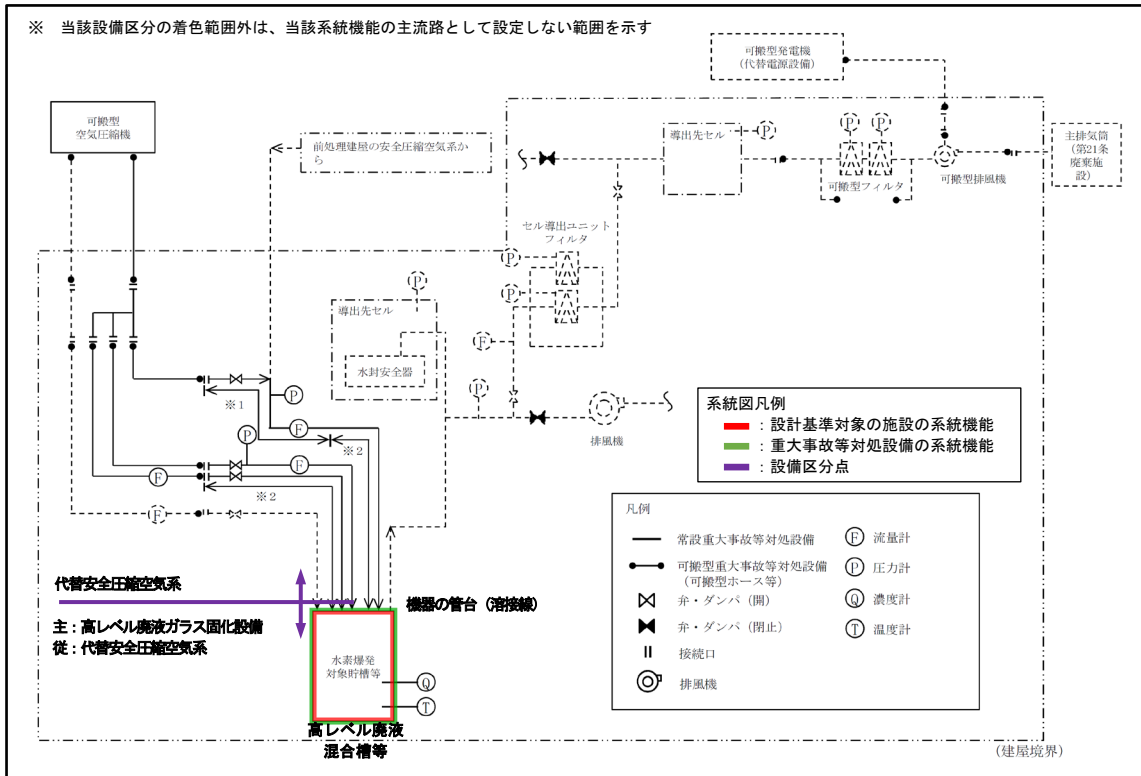 ※ 当該設備区分の着色範囲外は、当該系統機能の主流路として設定しない範囲を示す
可搬型発電機
(代替電源設備)
可搬型
空気圧縮機
前処理建屋の安全圧縮空気系か
ら
導出先セル
P
P
P
主排気筒
(第21条
廃棄施
設)
可搬型フィルタ
可搬型排風機
セル導出ユニット
フィルタ
P
P
P
導出先セル
水封安全器
F
P
排風機
P
※1
F
※2
P
F
F
※2
F
系統図凡例
:設計基準対象の施設の系統機能
:重大事故等対処設備の系統機能
:設備区分点
凡例
常設重大事故等対処設備
可搬型重大事故等対処設備
(可搬型ホース等)
弁・ダンパ(開)
弁・ダンパ(閉止)
接続口
排風機
F 流量計
P 圧力計
Q 濃度計
T 温度計
代替安全圧縮空気系
主:高レベル廃液ガラス固化設備
従:代替安全圧縮空気系
機器の管台(溶接線)
水素爆発
対象貯槽等
Q
T
高レベル廃液
混合槽等
(建屋境界)